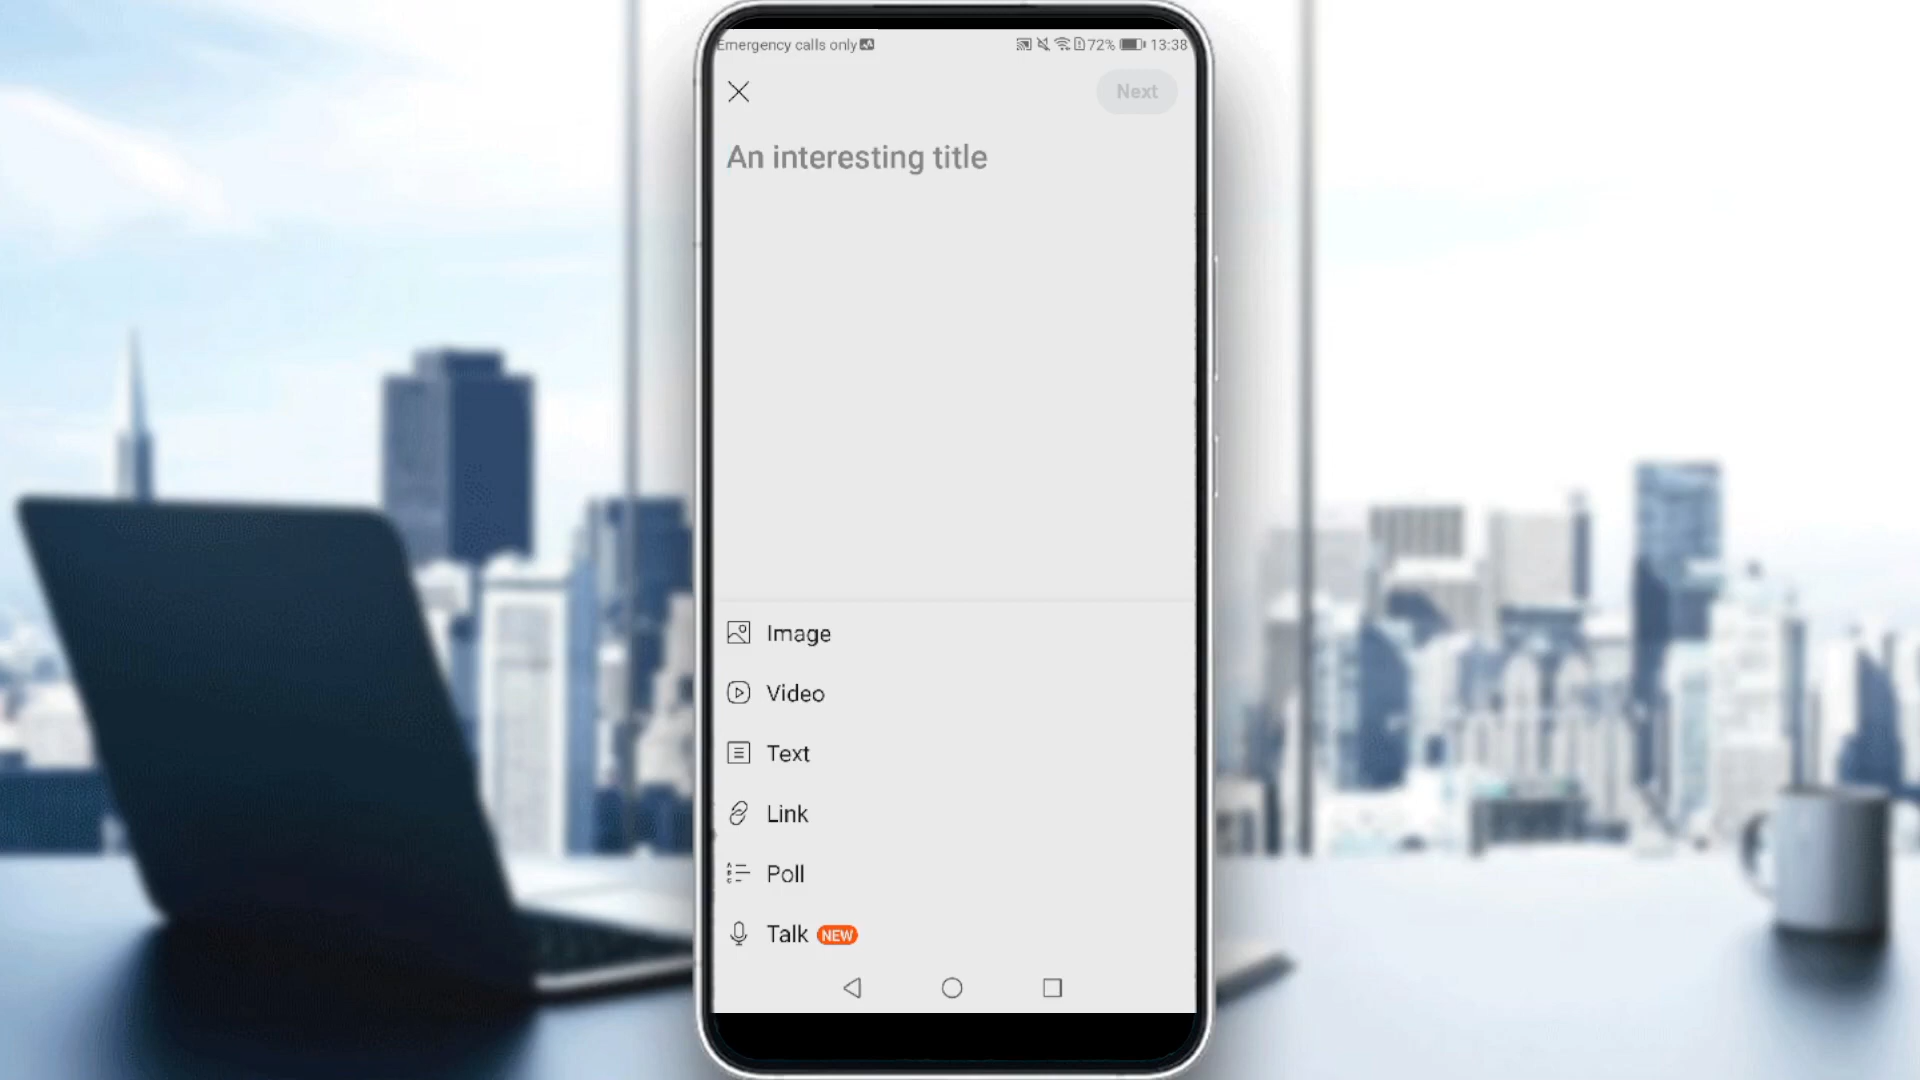 Emergency calls only 72% 13:38
Next
An interesting title
Image
Video
Text
Link
Poll
Talk NEW